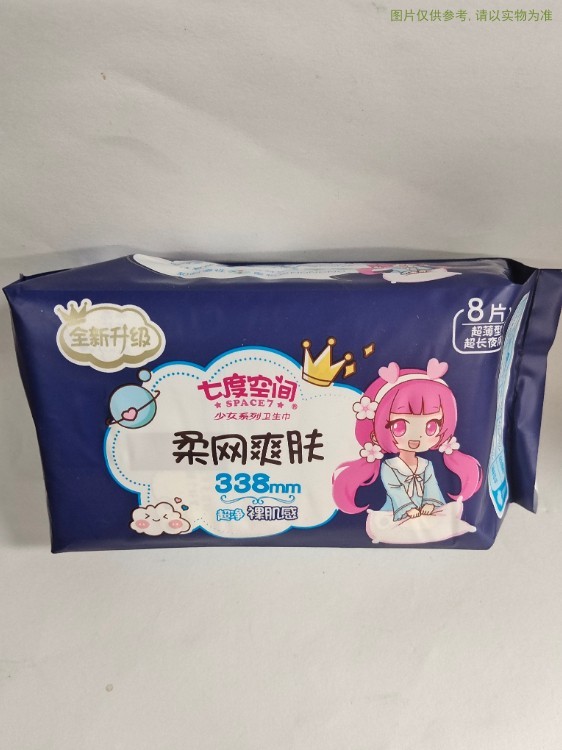 图片仅供参考, 请以实物为准
8片
超薄型
超长夜
全新升级
七度空间
SPACE7
®
少女系列卫生巾
柔网爽肤
338mm
超净 裸肌感